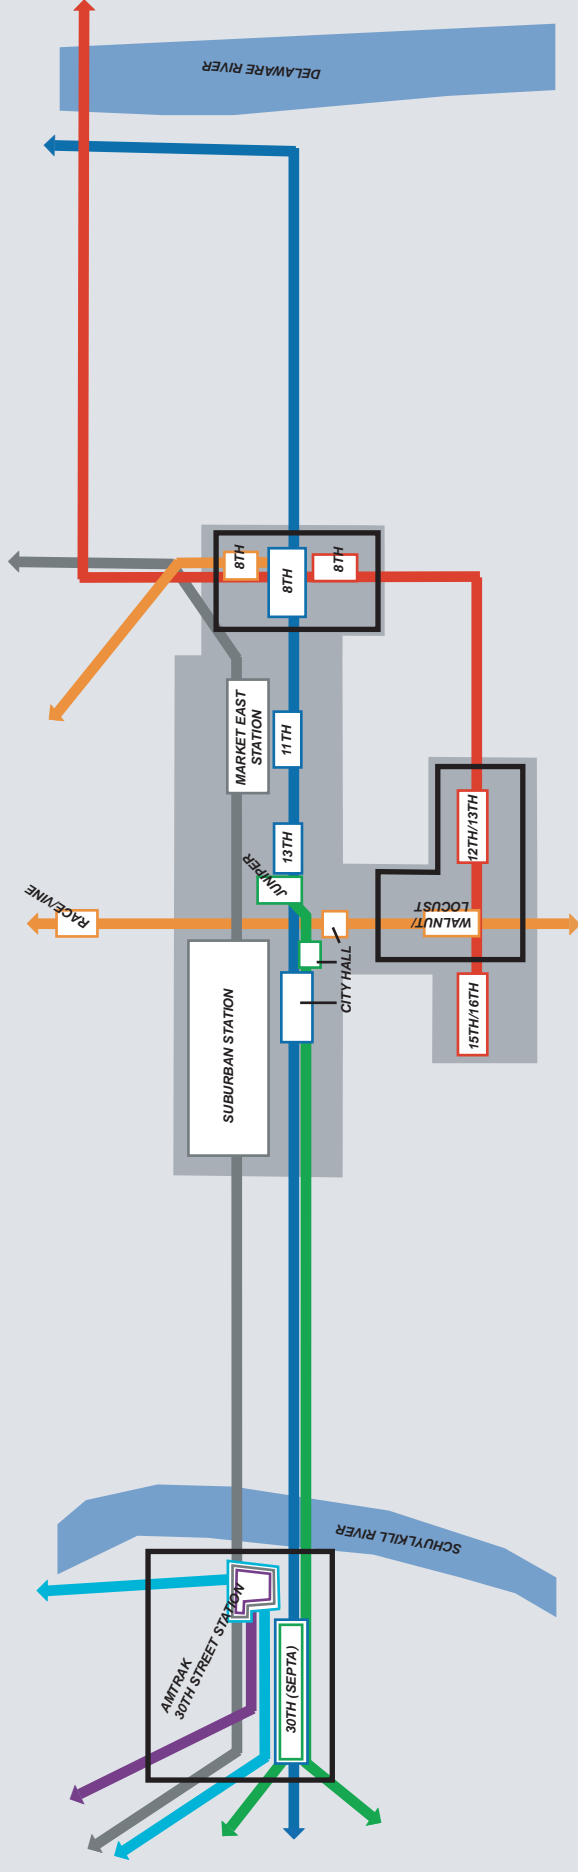 DELAWARE RIVER
8TH
8TH
8TH
MARKET EAST
STATION
11TH
13TH
JUNIPER
RACE/VINE
12TH/13TH
WALNUT/
LOCUST
15TH/16TH
CITY HALL
SUBURBAN STATION
SCHUYLKILL RIVER
AMTRAK
30TH STREET STATION
30TH (SEPTA)